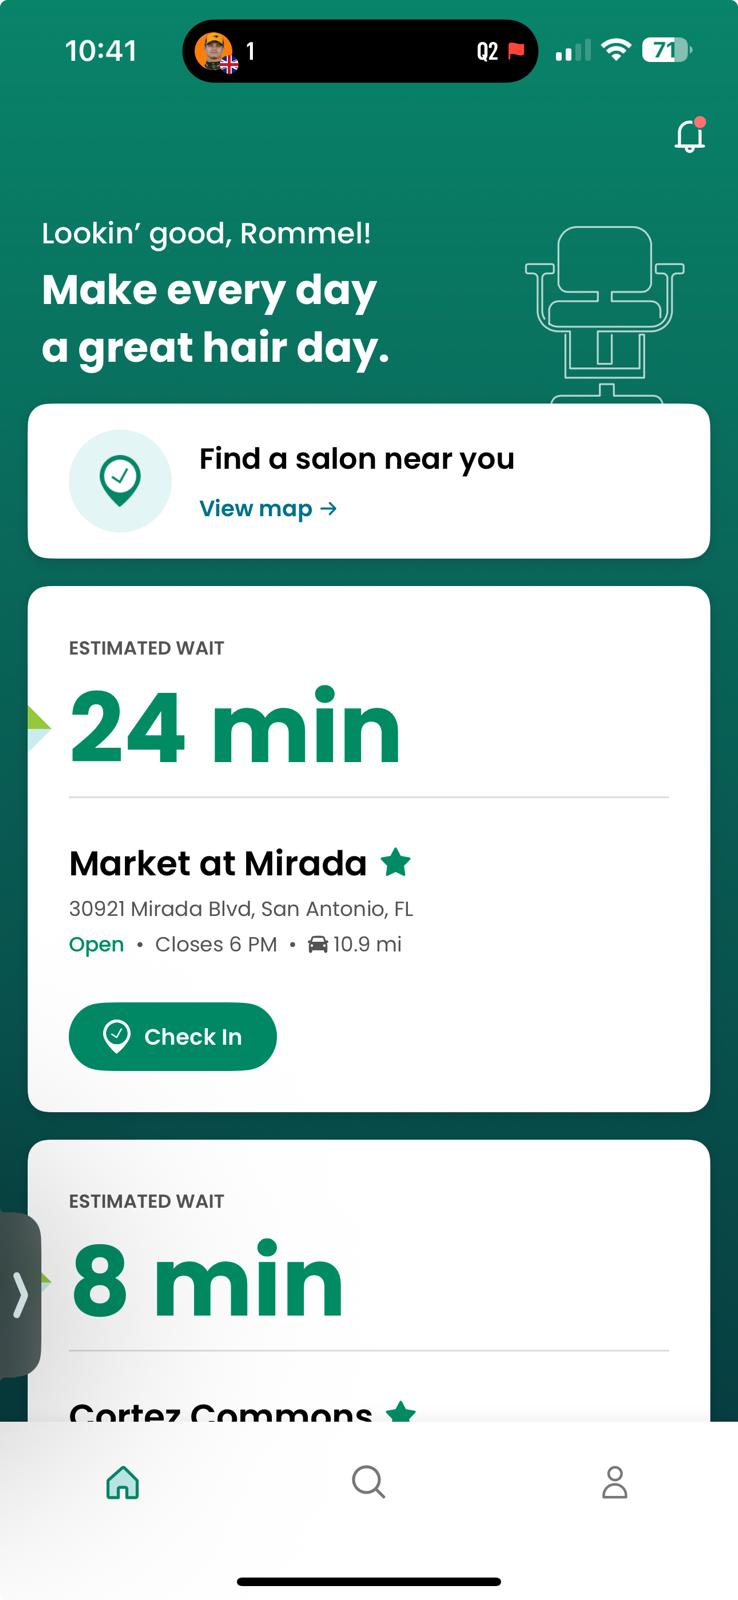 10:41
1
Q2
71
Lookin’ good, Rommel!
Make every day
a great hair day.
Find a salon near you
View map →
ESTIMATED WAIT
24 min
Market at Mirada
30921 Mirada Blvd, San Antonio, FL
Open • Closes 6 PM • 10.9 mi
Check In
ESTIMATED WAIT
8 min
Cortez Commons